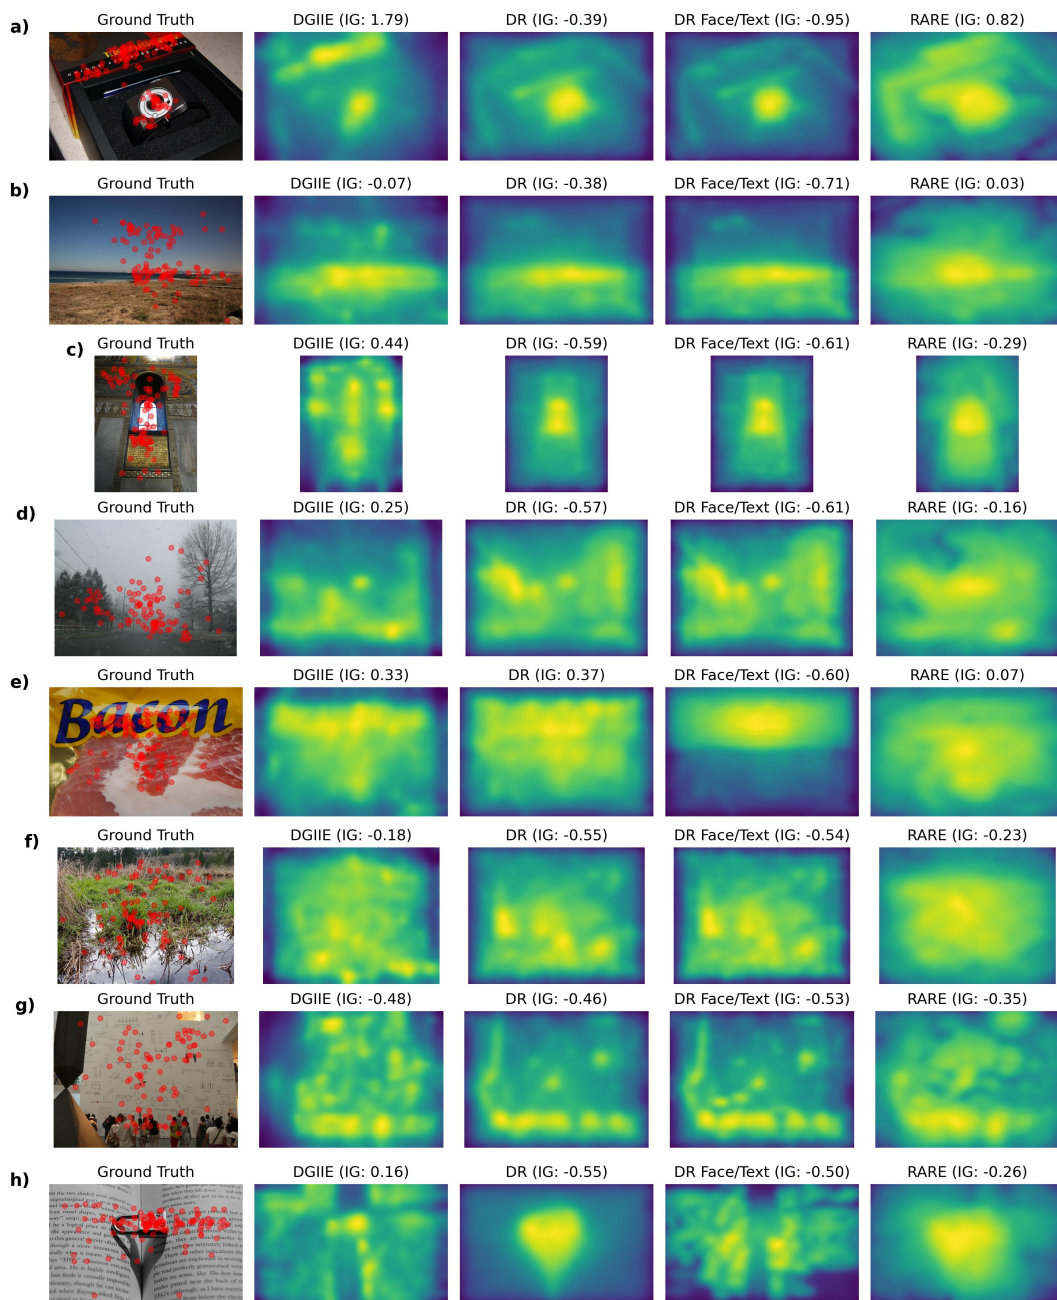 a)
Ground Truth
DGIIE (IG: 1.79)
DR (IG: -0.39)
DR Face/Text (IG: -0.95)
RARE (IG: 0.82)
b)
Ground Truth
DGIIE (IG: -0.07)
DR (IG: -0.38)
DR Face/Text (IG: -0.71)
RARE (IG: 0.03)
c)
Ground Truth
DGIIE (IG: 0.44)
DR (IG: -0.59)
DR Face/Text (IG: -0.61)
RARE (IG: -0.29)
d)
Ground Truth
DGIIE (IG: 0.25)
DR (IG: -0.57)
DR Face/Text (IG: -0.61)
RARE (IG: -0.16)
e)
Ground Truth
DGIIE (IG: 0.33)
DR (IG: 0.37)
DR Face/Text (IG: -0.60)
RARE (IG: 0.07)
Bacon
f)
Ground Truth
DGIIE (IG: -0.18)
DR (IG: -0.55)
DR Face/Text (IG: -0.54)
RARE (IG: -0.23)
g)
Ground Truth
DGIIE (IG: -0.48)
DR (IG: -0.46)
DR Face/Text (IG: -0.53)
RARE (IG: -0.35)
h)
Ground Truth
DGIIE (IG: 0.16)
DR (IG: -0.55)
DR Face/Text (IG: -0.50)
RARE (IG: -0.26)